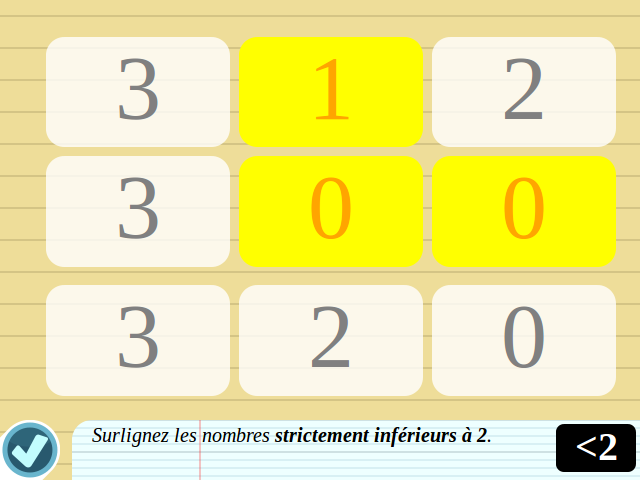 3 1 2
3 0 0
3 2 0
Surlignez les nombres strictement inférieurs à 2.
<2